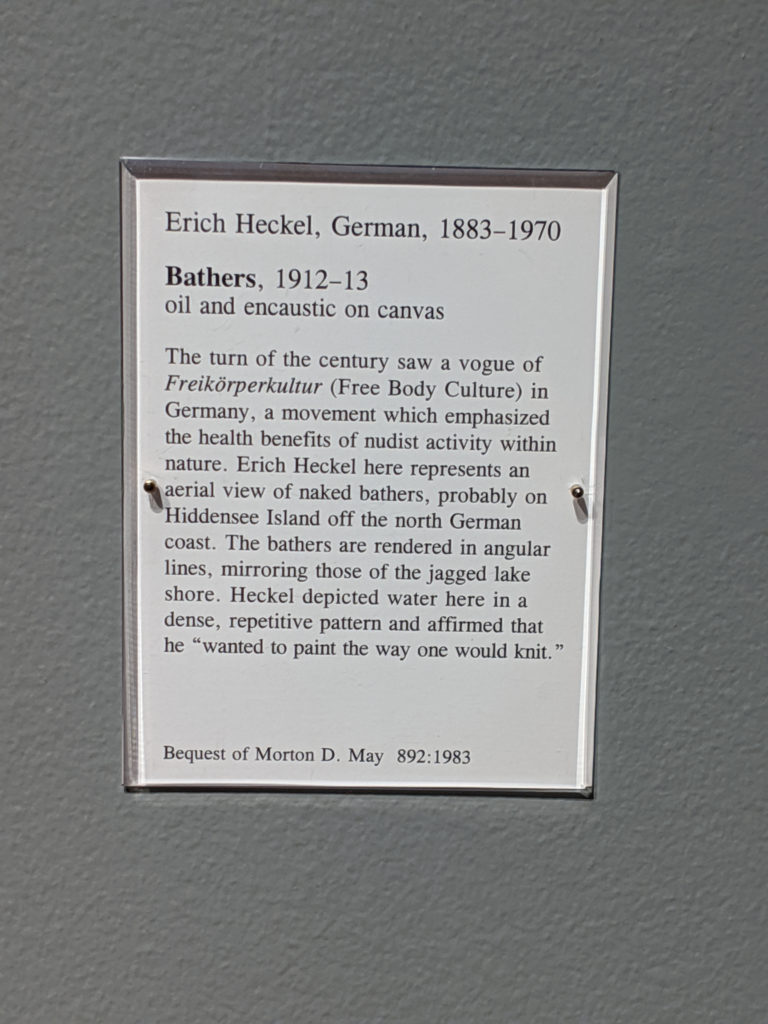 Erich Heckel, German, 1883–1970
Bathers, 1912–13
oil and encaustic on canvas
The turn of the century saw a vogue of
Freikörperkultur (Free Body Culture) in
Germany, a movement which emphasized
the health benefits of nudist activity within
nature. Erich Heckel here represents an
aerial view of naked bathers, probably on
Hiddensee Island off the north German
coast. The bathers are rendered in angular
lines, mirroring those of the jagged lake
shore. Heckel depicted water here in a
dense, repetitive pattern and affirmed that
he “wanted to paint the way one would knit.”
Bequest of Morton D. May 892:1983